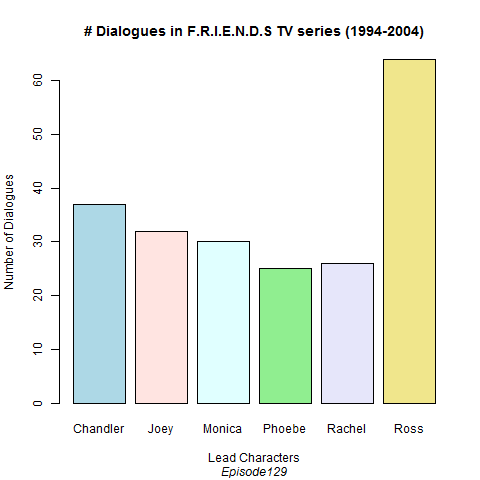 # Dialogues in F.R.I.E.N.D.S TV series (1994-2004)
Number of Dialogues
60
50
40
30
20
10
0
Chandler Joey Monica Phoebe Rachel Ross
Lead Characters
Episode129